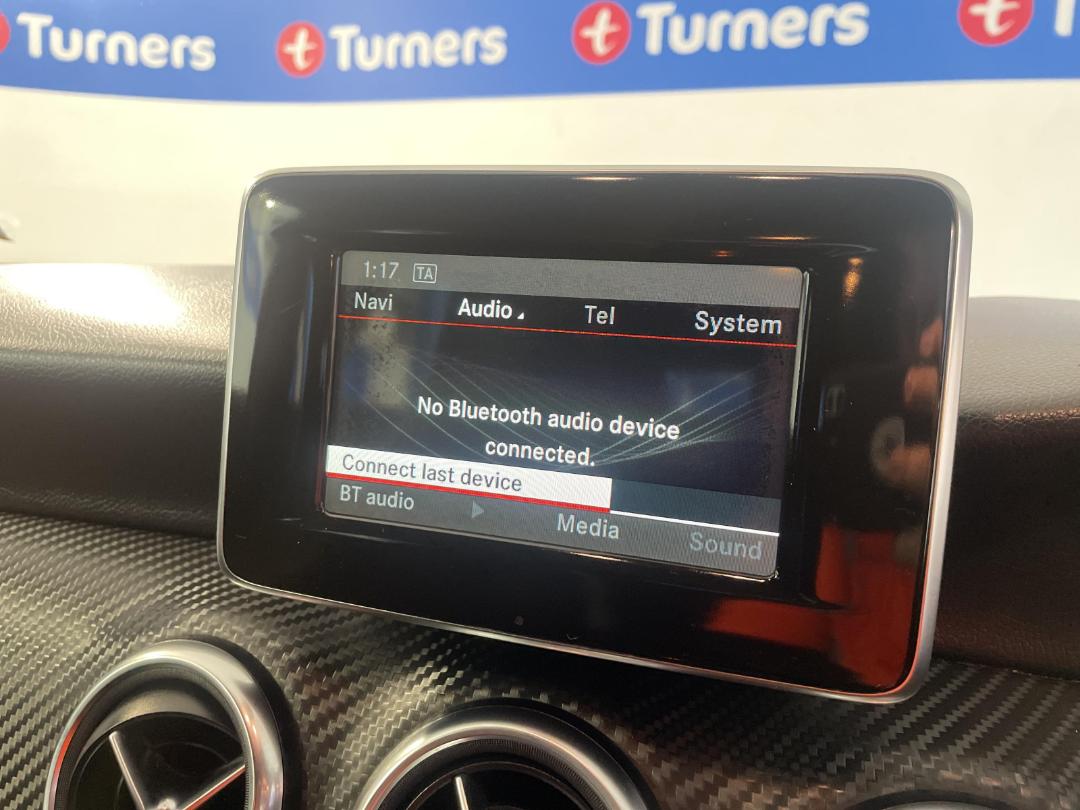 Turners Turners Turners
1:17 TA
Navi Audio Tel System
No Bluetooth audio device
connected.
Connect last device
BT audio Media Sound